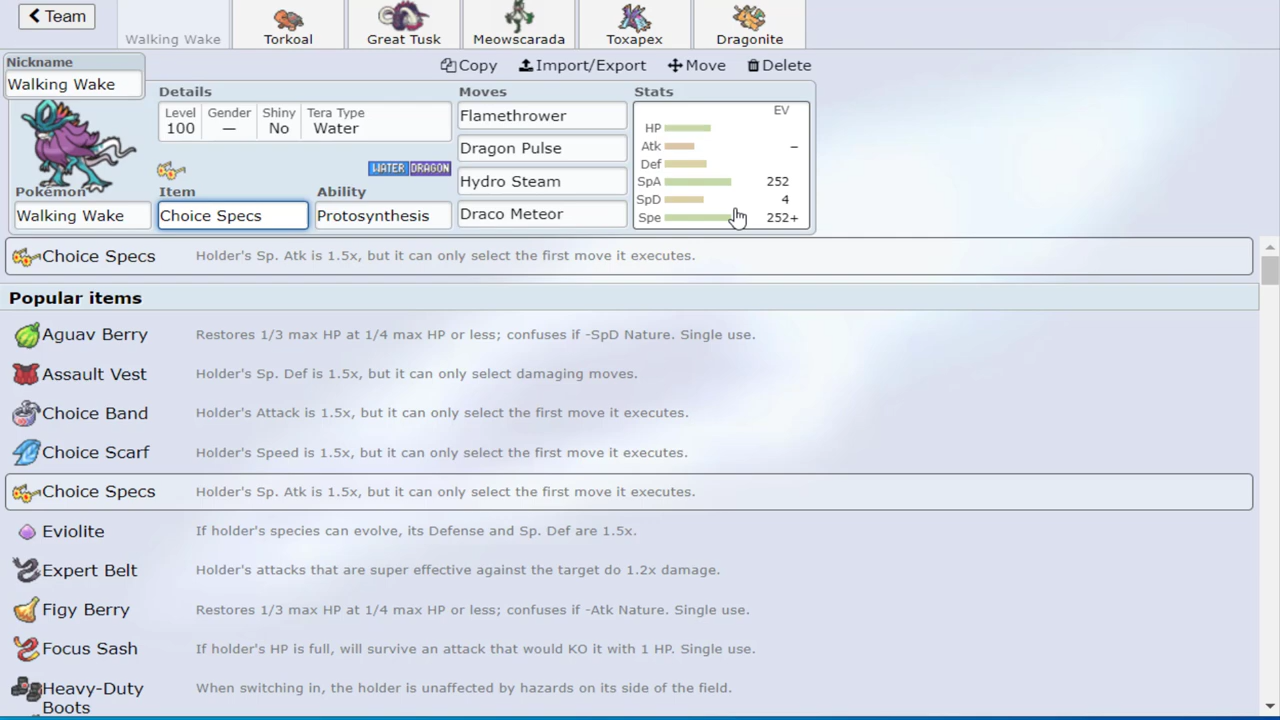 Team
Walking Wake
Torkoal
Great Tusk
Meowscarada
Toxapex
Dragonite
Copy
Import/Export
Move
Delete
Nickname
Walking Wake
Details
Level
100
Gender
—
Shiny
No
Tera Type
Water
WATER DRAGON
Pokémon
Walking Wake
Item
Choice Specs
Ability
Protosynthesis
Moves
Flamethrower
Dragon Pulse
Hydro Steam
Draco Meteor
Stats
EV
HP
Atk –
Def
SpA 252
SpD 4
Spe 252+
Choice Specs Holder's Sp. Atk is 1.5x, but it can only select the first move it executes.
Popular items
Aguav Berry Restores 1/3 max HP at 1/4 max HP or less; confuses if -SpD Nature. Single use.
Assault Vest Holder's Sp. Def is 1.5x, but it can only select damaging moves.
Choice Band Holder's Attack is 1.5x, but it can only select the first move it executes.
Choice Scarf Holder's Speed is 1.5x, but it can only select the first move it executes.
Choice Specs Holder's Sp. Atk is 1.5x, but it can only select the first move it executes.
Eviolite If holder's species can evolve, its Defense and Sp. Def are 1.5x.
Expert Belt Holder's attacks that are super effective against the target do 1.2x damage.
Figy Berry Restores 1/3 max HP at 1/4 max HP or less; confuses if -Atk Nature. Single use.
Focus Sash If holder's HP is full, will survive an attack that would KO it with 1 HP. Single use.
Heavy-Duty Boots When switching in, the holder is unaffected by hazards on its side of the field.